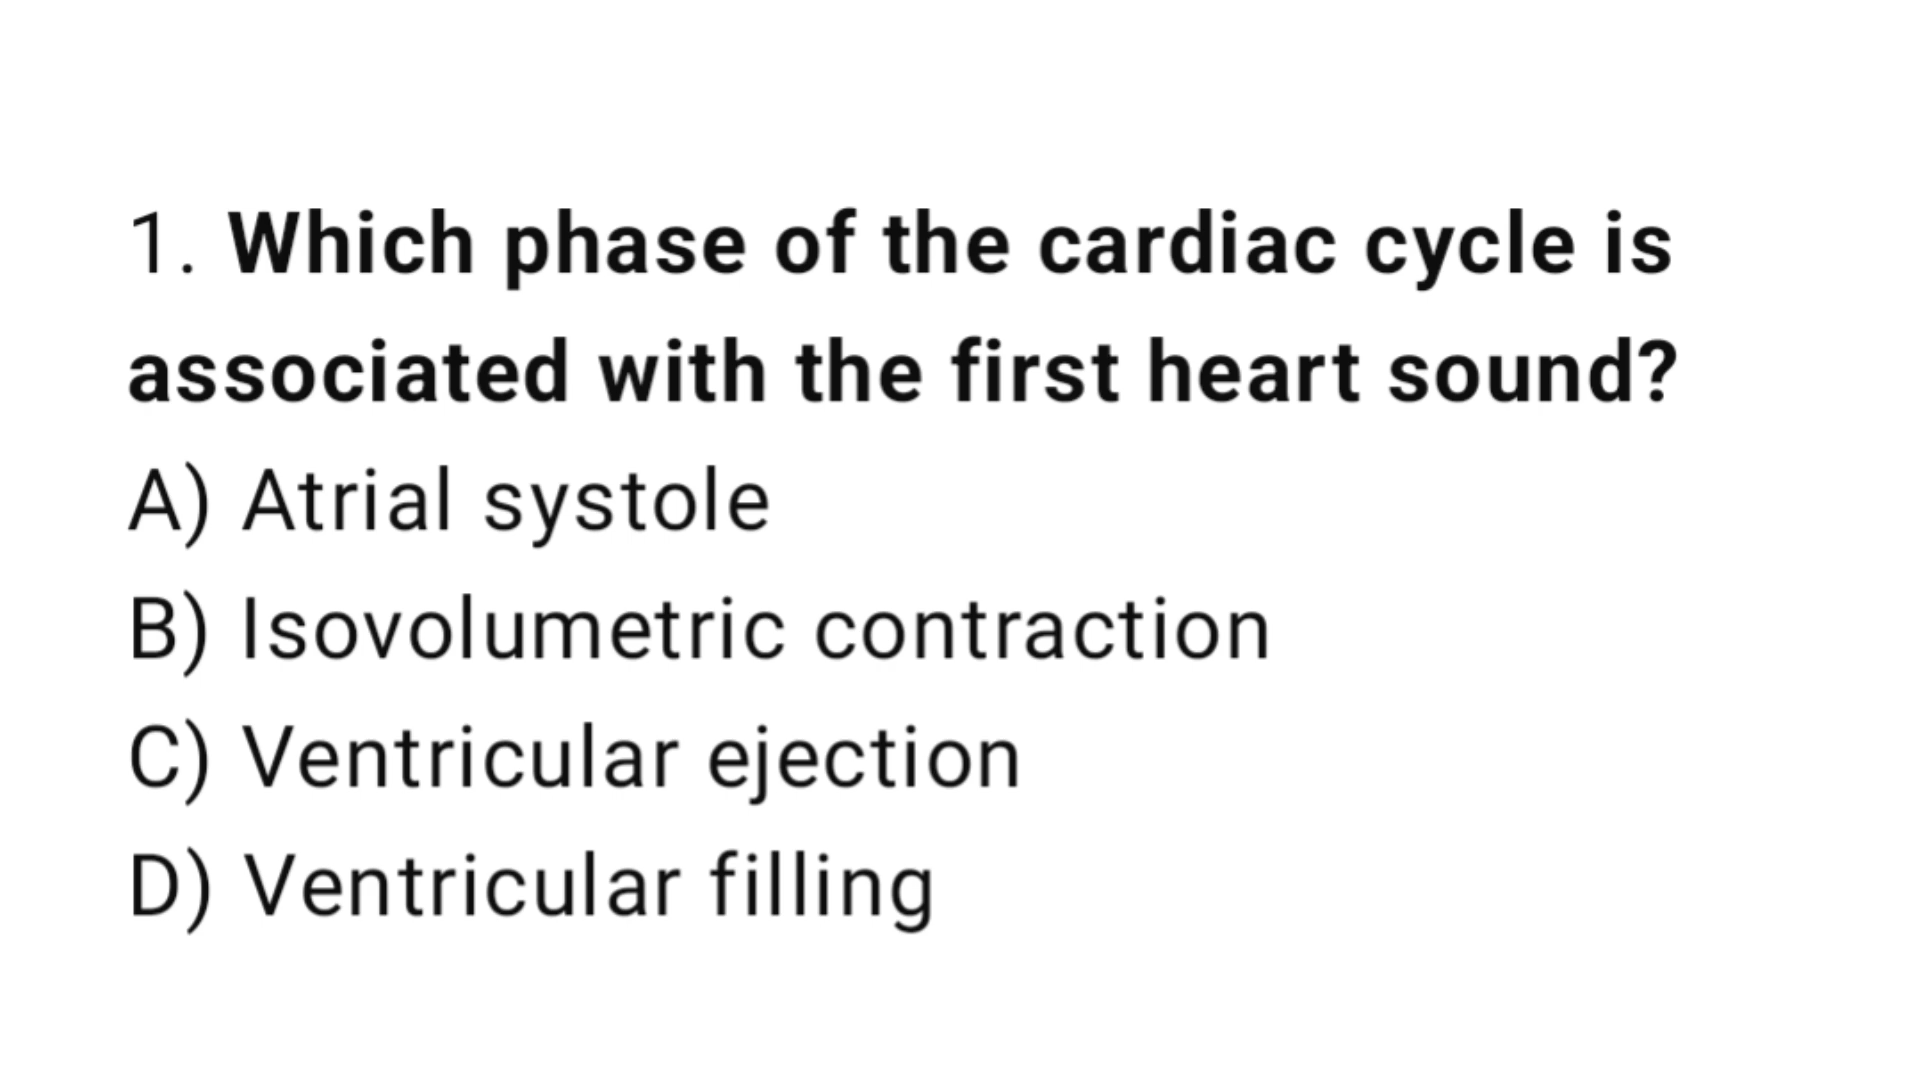 1. Which phase of the cardiac cycle is
associated with the first heart sound?
A) Atrial systole
B) Isovolumetric contraction
C) Ventricular ejection
D) Ventricular filling